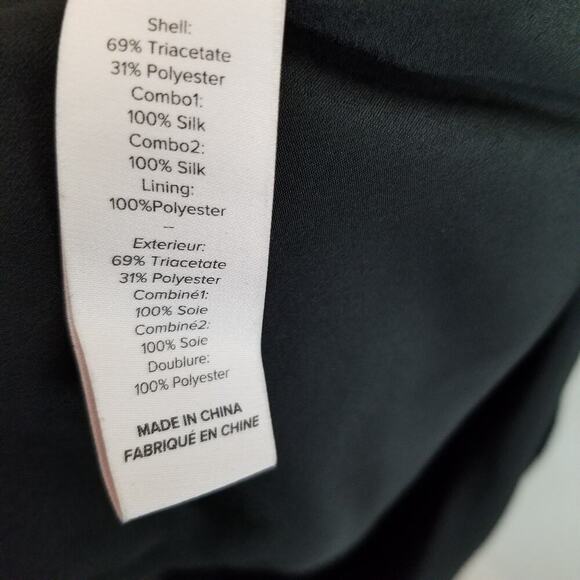 Shell:
69% Triacetate
31% Polyester
Combo1:
100% Silk
Combo2:
100% Silk
Lining:
100%Polyester
--
Exterieur:
69% Triacetate
31% Polyester
Combiné1:
100% Soie
Combiné2:
100% Soie
Doublure:
100% Polyester
MADE IN CHINA
FABRIQUÉ EN CHINE